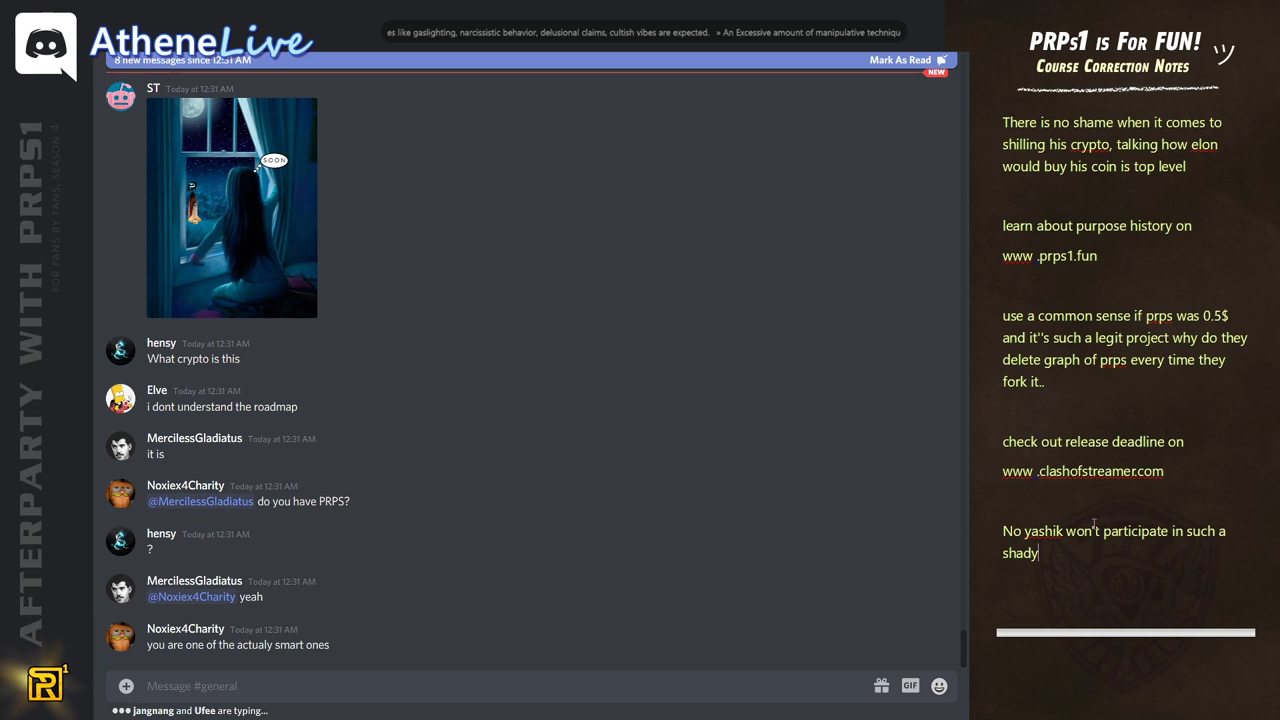 AtheneLive
es like gaslighting, narcissistic behavior, delusional claims, cultish vibes are expected. » An Excessive amount of manipulative techniqu
8 new messages since 12:31 AM
Mark As Read
NEW
ST Today at 12:31 AM
SOON
hensy Today at 12:31 AM
What crypto is this
Elve Today at 12:31 AM
i dont understand the roadmap
MercilessGladiatus Today at 12:31 AM
it is
Noxiex4Charity Today at 12:31 AM
@MercilessGladiatus do you have PRPS?
hensy Today at 12:31 AM
?
MercilessGladiatus Today at 12:31 AM
@Noxiex4Charity yeah
Noxiex4Charity Today at 12:31 AM
you are one of the actualy smart ones
Message #general
GIF
jangnang and Ufee are typing...
AFTERPARTY WITH PRPS1
FOR FANS BY FANS, SEASON 4
R1
PRPS1 IS FOR FUN! ツ
COURSE CORRECTION NOTES
There is no shame when it comes to
shilling his crypto, talking how elon
would buy his coin is top level
learn about purpose history on
www .prps1.fun
use a common sense if prps was 0.5$
and it''s such a legit project why do they
delete graph of prps every time they
fork it..
check out release deadline on
www .clashofstreamer.com
No yashik won't participate in such a
shady